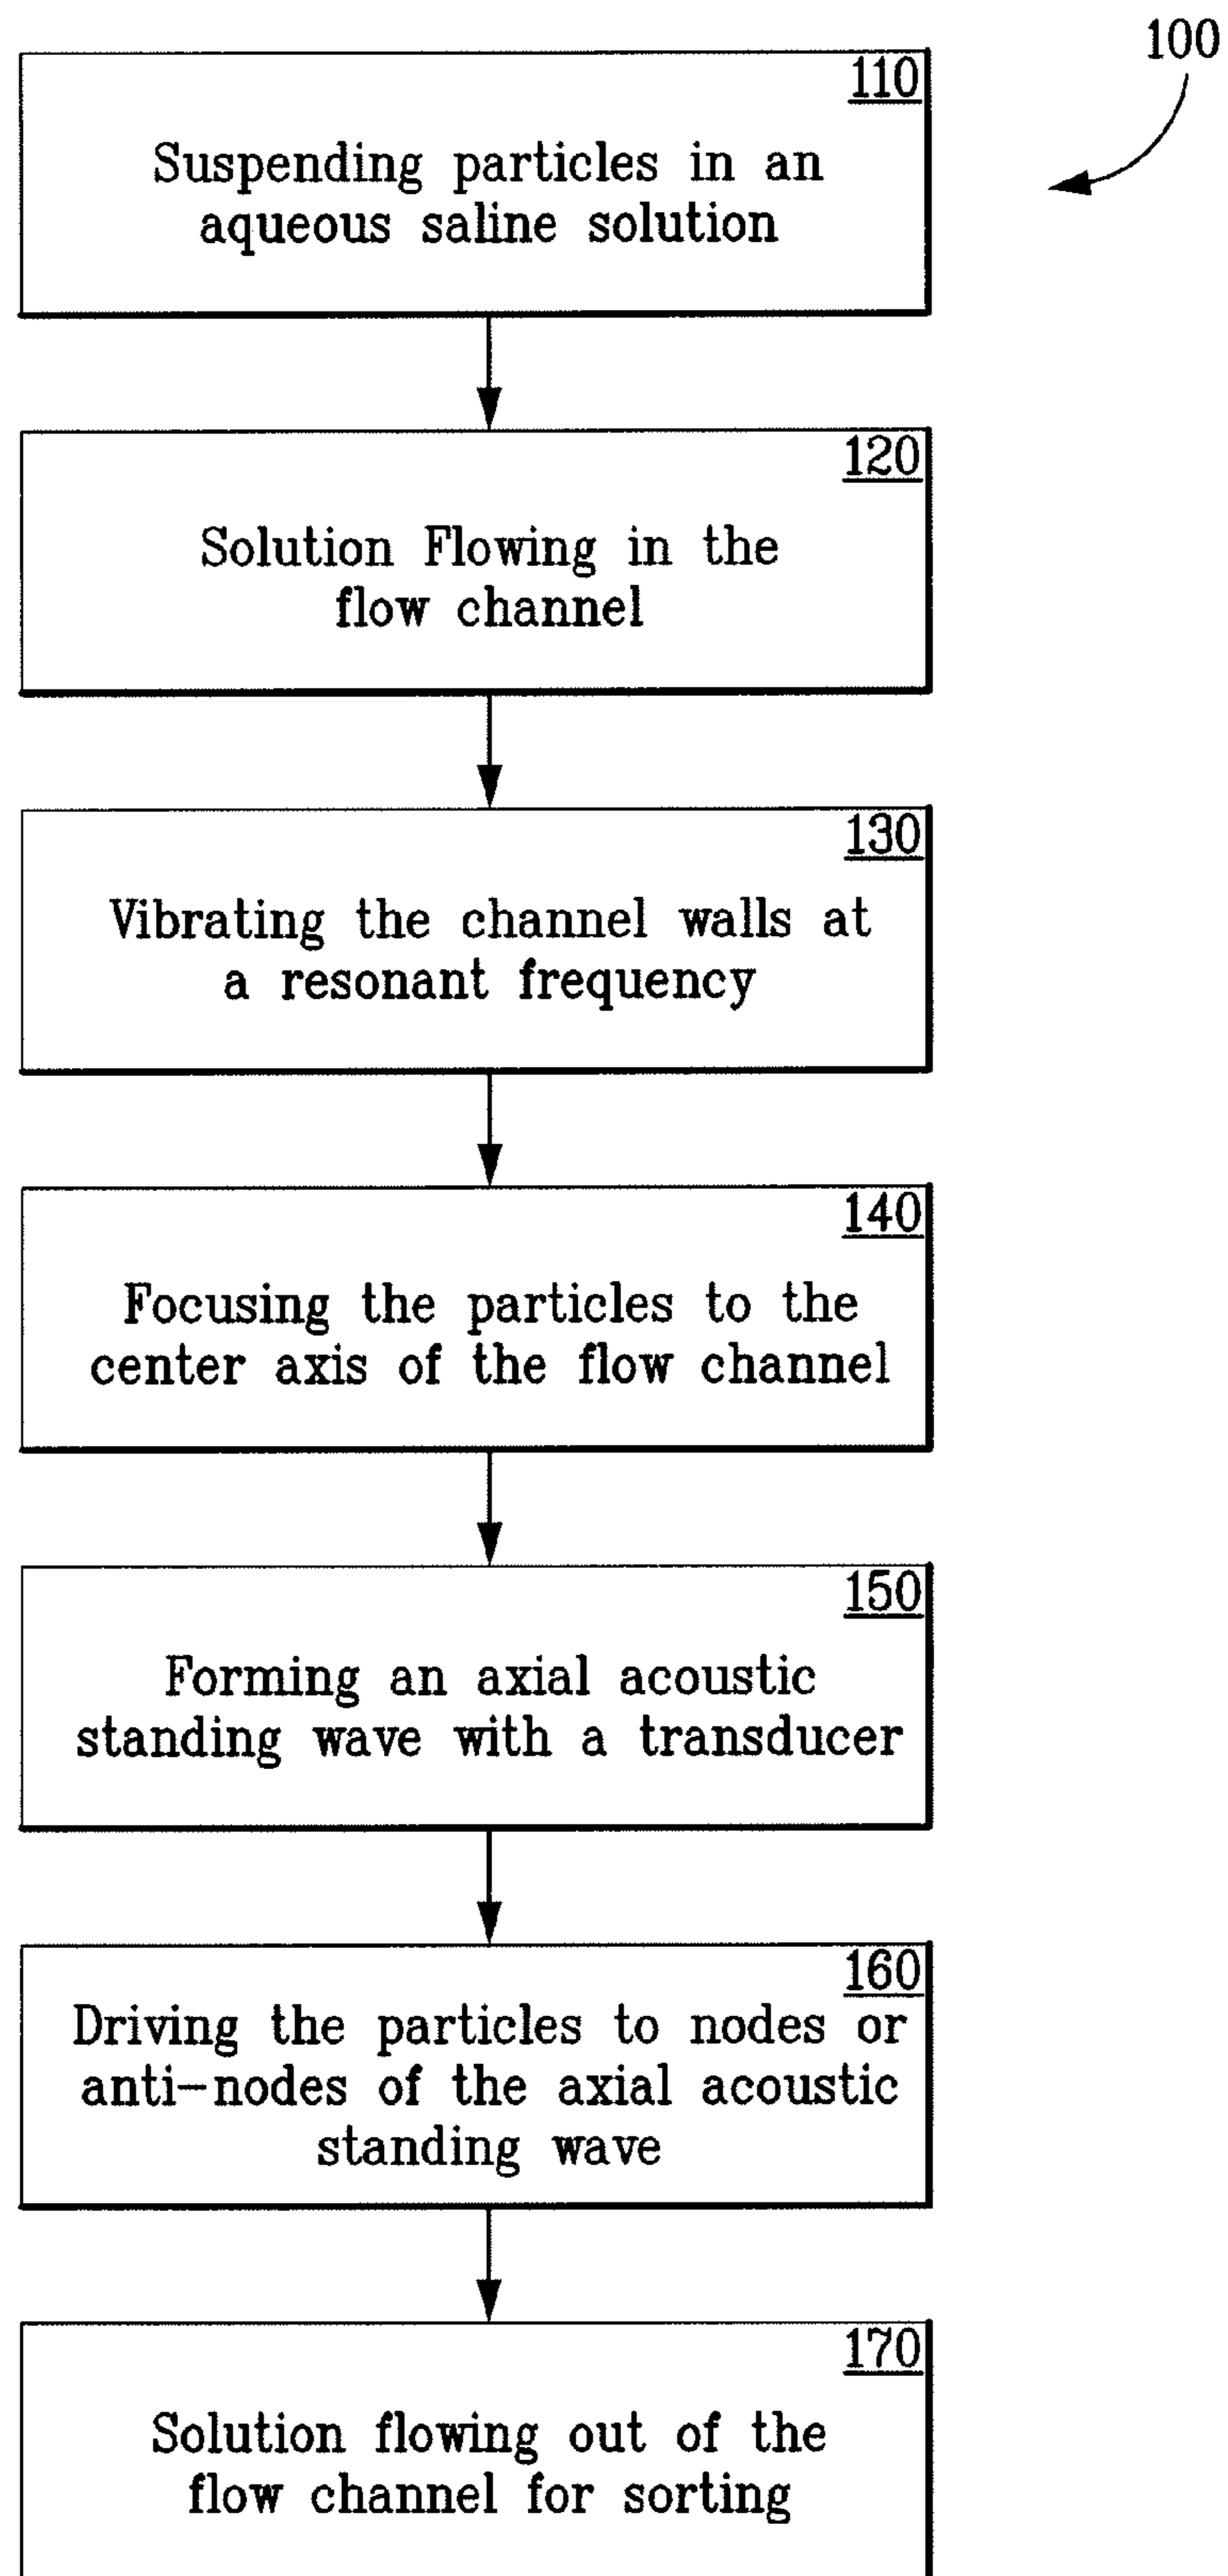 100
110
Suspending particles in an
aqueous saline solution
120
Solution Flowing in the
flow channel
130
Vibrating the channel walls at
a resonant frequency
140
Focusing the particles to the
center axis of the flow channel
150
Forming an axial acoustic
standing wave with a transducer
160
Driving the particles to nodes or
anti-nodes of the axial acoustic
standing wave
170
Solution flowing out of the
flow channel for sorting